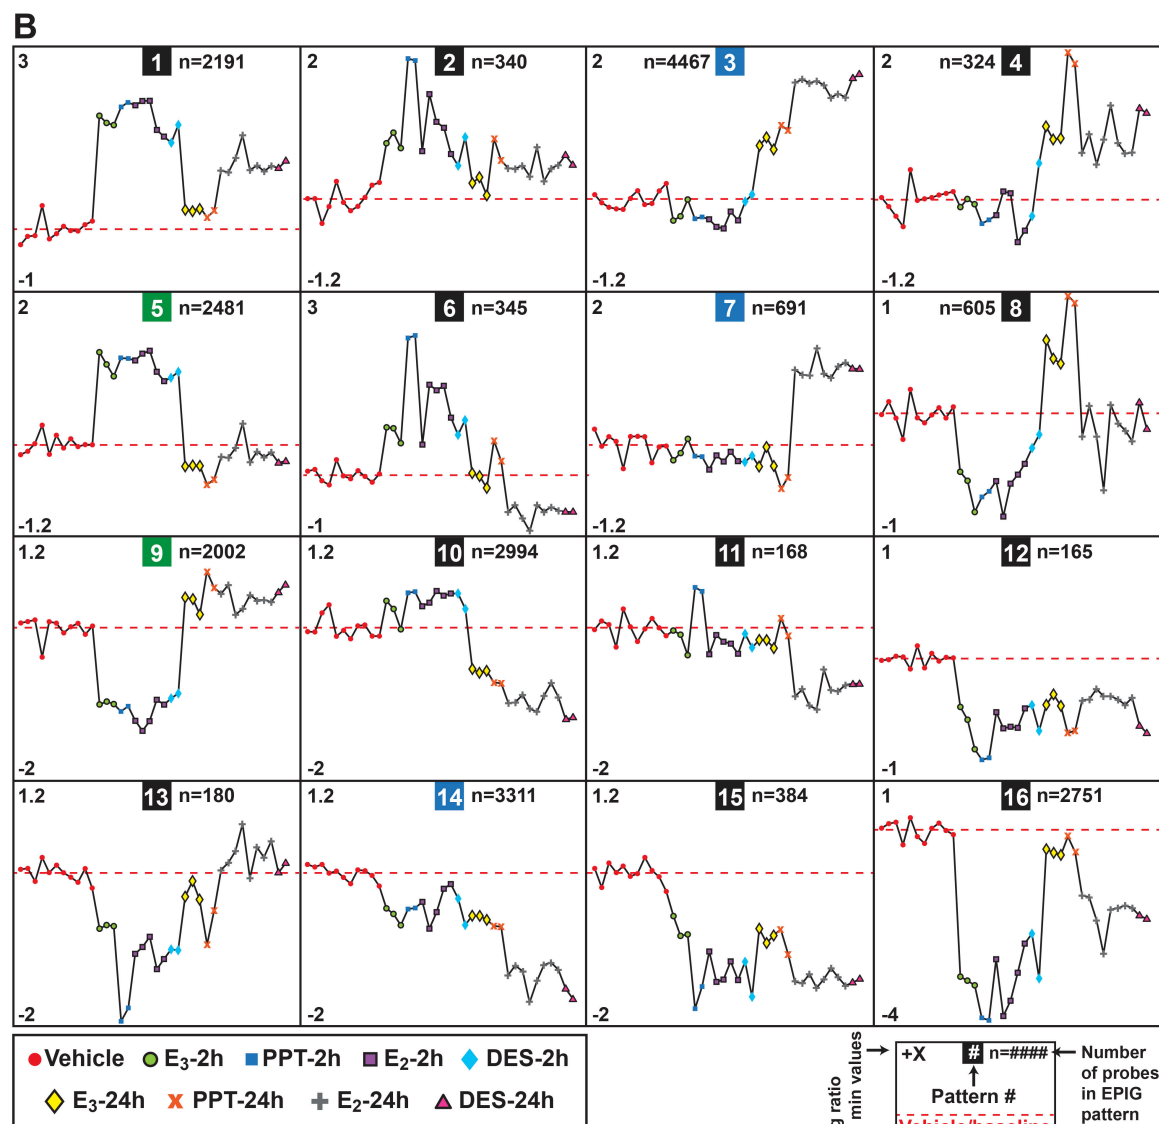 B
3 1 n=2191
-1
2 2 n=340
-1.2
2 n=4467 3
-1.2
2 n=324 4
-1.2
2 5 n=2481
-1.2
3 6 n=345
-1
2 7 n=691
-1.2
1 n=605 8
-1
1.2 9 n=2002
-2
1.2 10 n=2994
-2
1.2 11 n=168
-2
1 12 n=165
-1
1.2 13 n=180
-2
1.2 14 n=3311
-2
1.2 15 n=384
-2
1 16 n=2751
-4
Vehicle E3-2h PPT-2h E2-2h DES-2h
E3-24h PPT-24h E2-24h DES-24h
ratio
min values
+X # n=####
Pattern #
Vehicle/baseline
Number
of probes
in EPIG
pattern